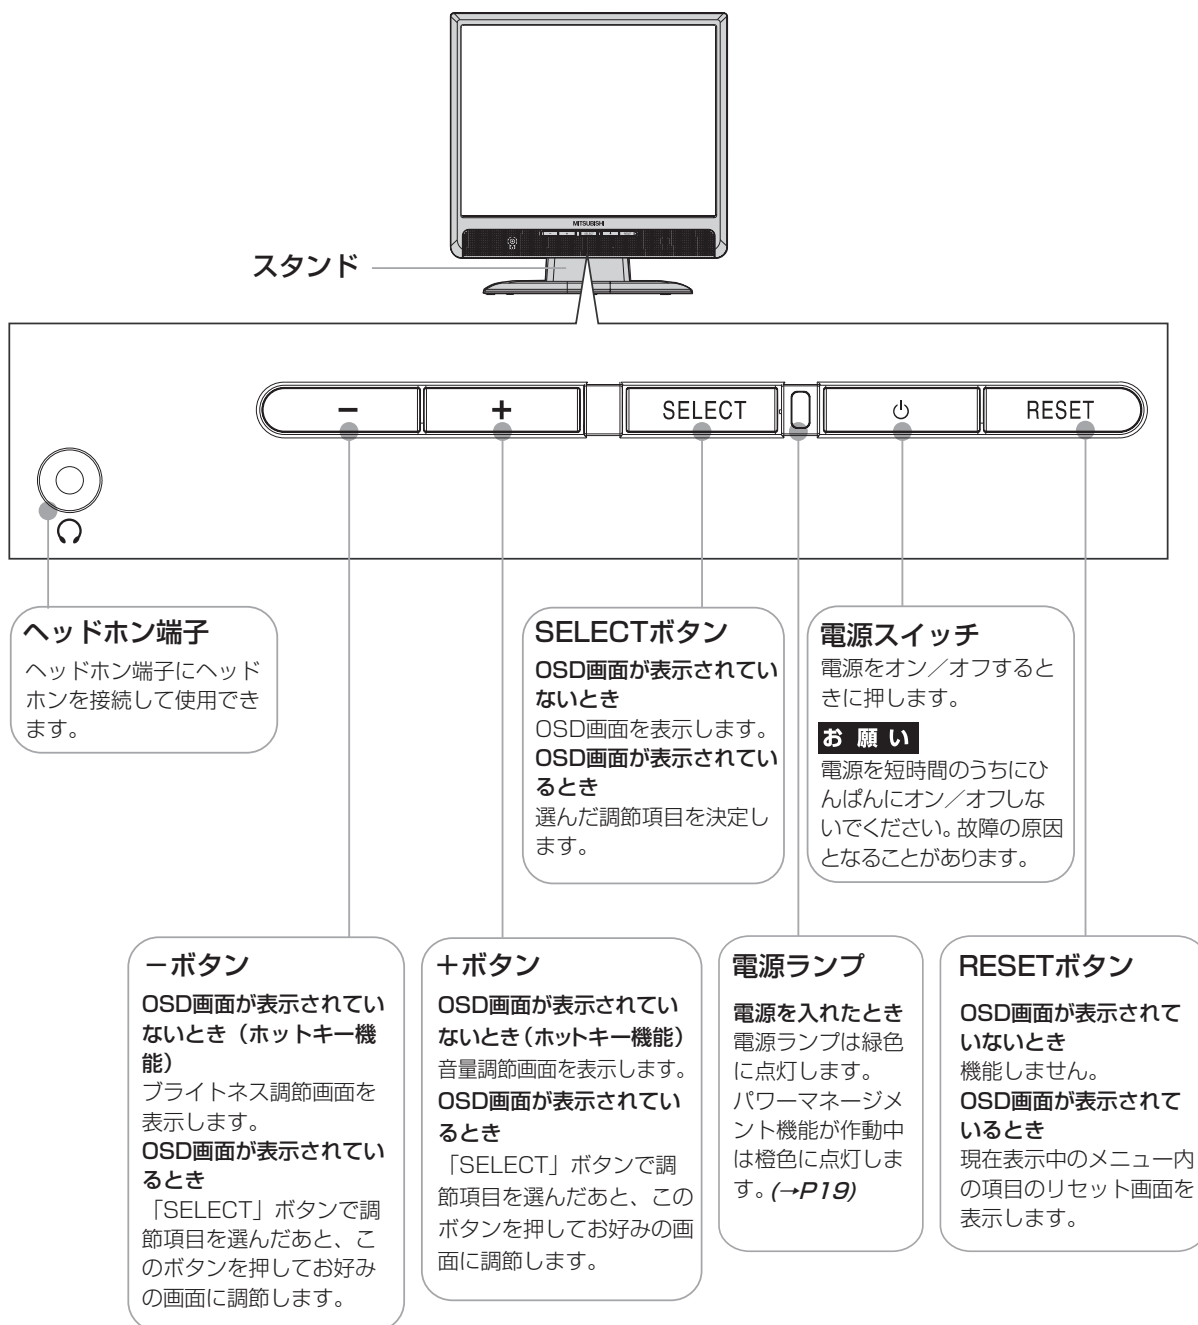 MITSUBISHI
スタンド
−
+
SELECT
RESET
ヘッドホン端子
ヘッドホン端子にヘッド
ホンを接続して使用でき
ます。
SELECTボタン
OSD画面が表示されてい
ないとき
OSD画面を表示します。
OSD画面が表示されてい
るとき
選んだ調節項目を決定し
ます。
電源スイッチ
電源をオン／オフすると
きに押します。
お 願 い
電源を短時間のうちにひ
んぱんにオン／オフしな
いでください。故障の原因
となることがあります。
−ボタン
OSD画面が表示されてい
ないとき（ホットキー機
能）
ブライトネス調節画面を
表示します。
OSD画面が表示されてい
るとき
「SELECT」ボタンで調
節項目を選んだあと、こ
のボタンを押してお好み
の画面に調節します。
＋ボタン
OSD画面が表示されてい
ないとき（ホットキー機能）
音量調節画面を表示します。
OSD画面が表示されてい
るとき
「SELECT」ボタンで調
節項目を選んだあと、この
ボタンを押してお好みの画
面に調節します。
電源ランプ
電源を入れたとき
電源ランプは緑色
に点灯します。
パワーマネージメ
ント機能が作動中
は橙色に点灯しま
す。(→P19)
RESETボタン
OSD画面が表示されて
いないとき
機能しません。
OSD画面が表示されて
いるとき
現在表示中のメニュー内
の項目のリセット画面を
表示します。